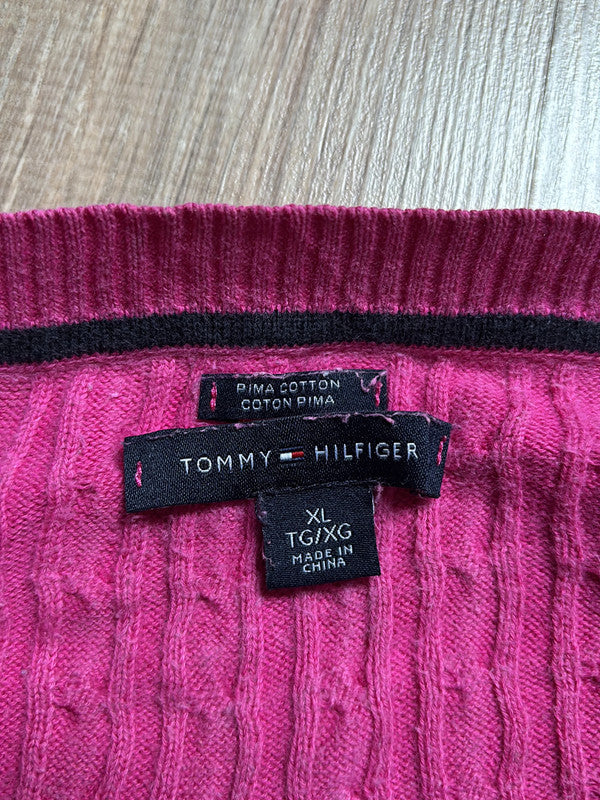 PIMA COTTON
COTON PIMA
TOMMY HILFIGER
XL
TG/XG
MADE IN
CHINA